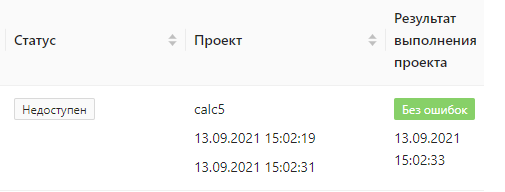 Статус
Проект
Результат
выполнения
проекта
Недоступен
calc5
13.09.2021 15:02:19
13.09.2021 15:02:31
Без ошибок
13.09.2021
15:02:33